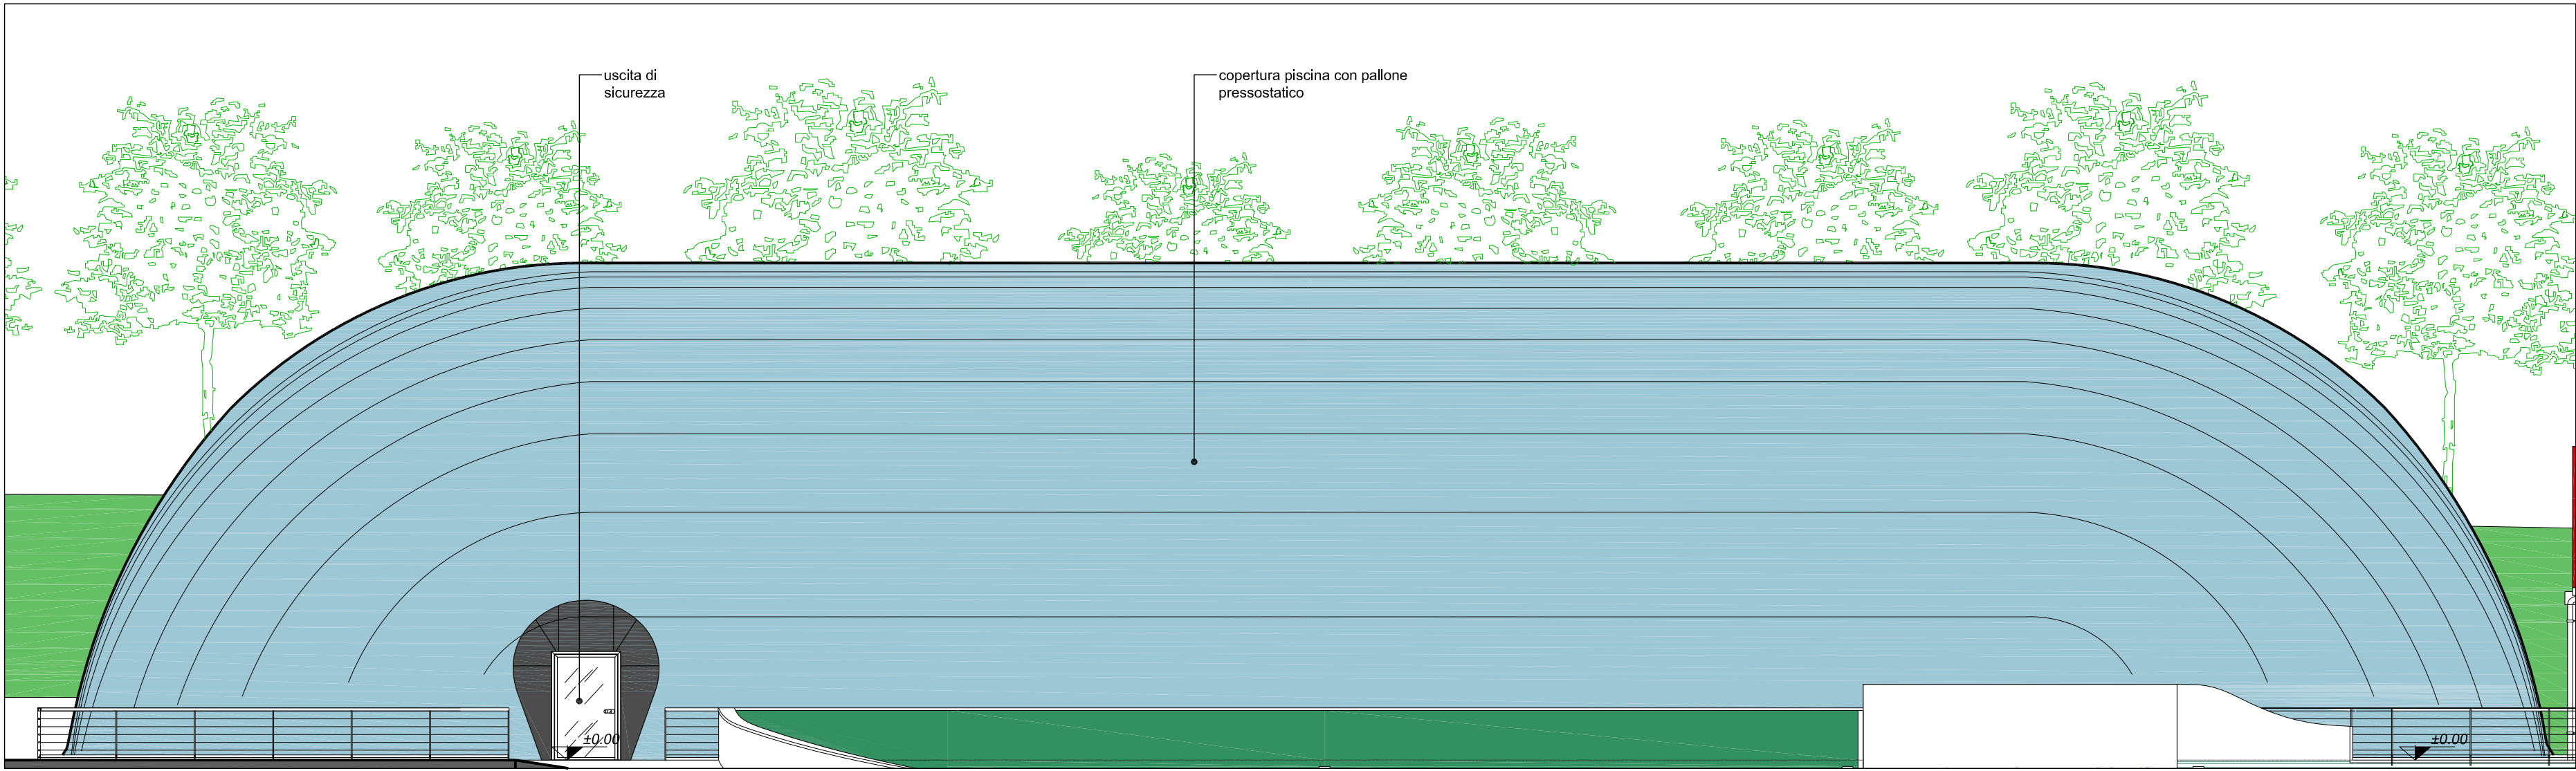 uscita di
sicurezza
copertura piscina con pallone
pressostatico
±0.00
±0.00